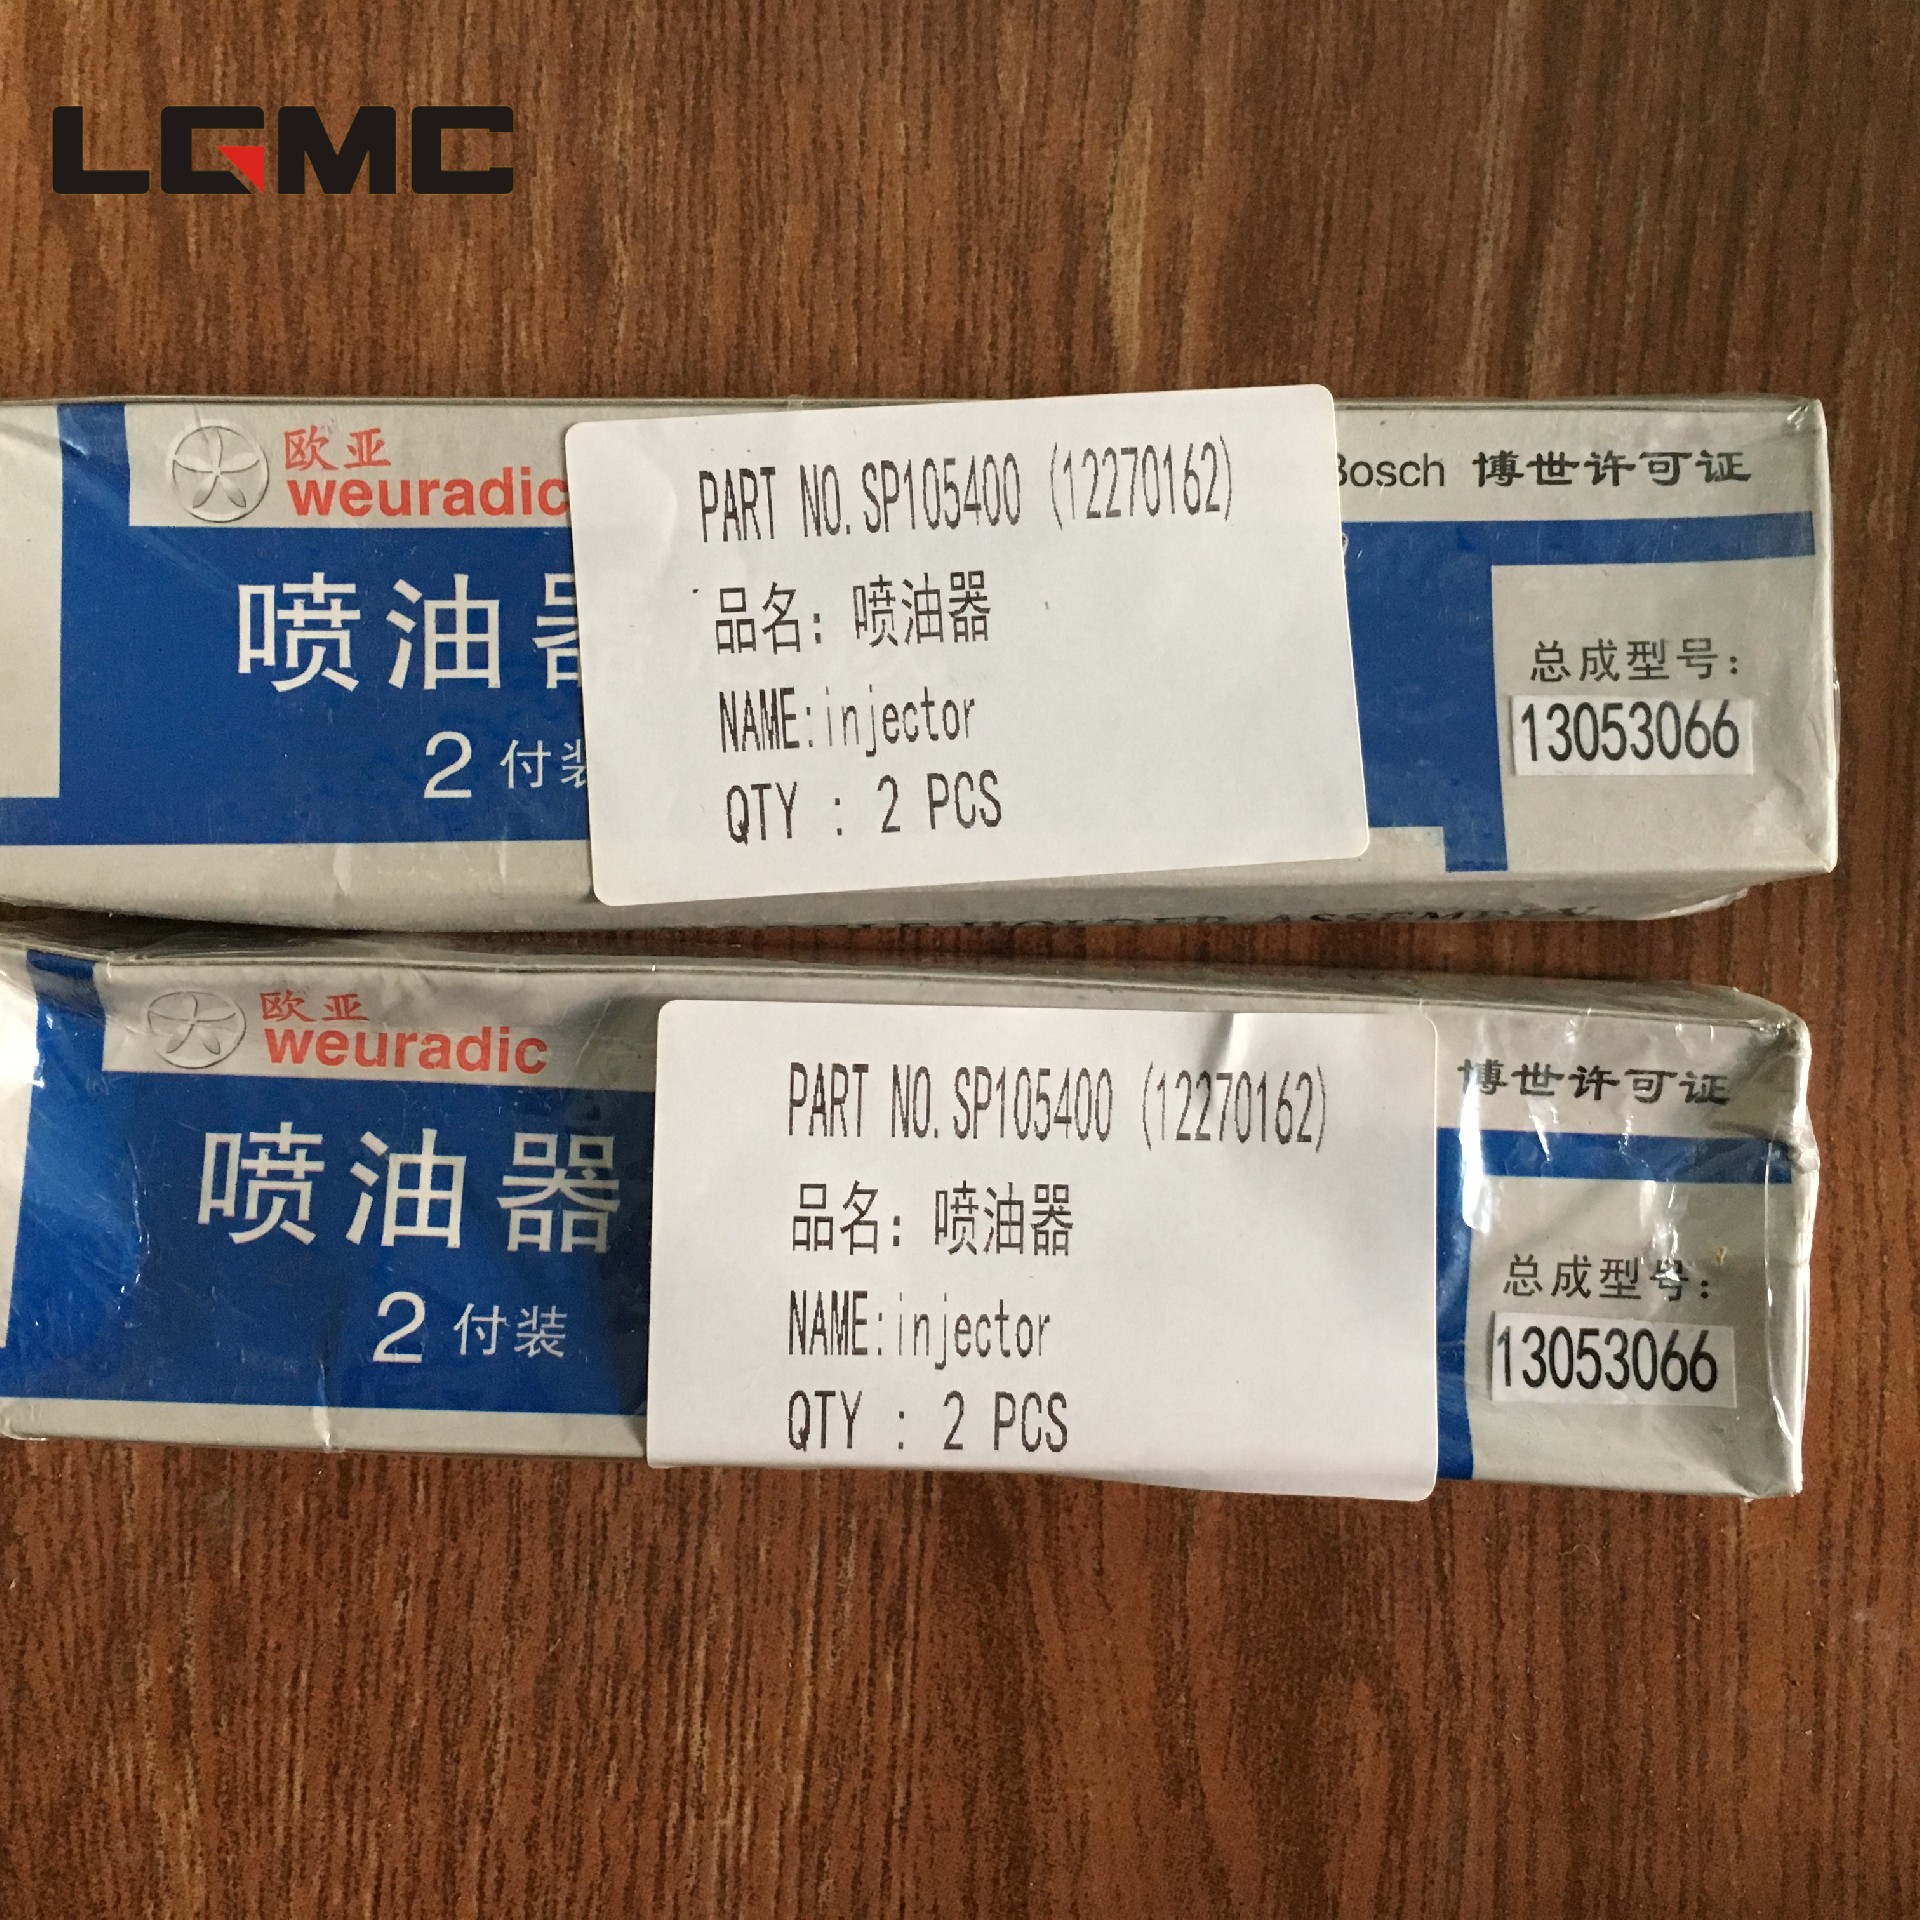 LGMC
欧亚
weuradic
PART NO.SP105400 (12270162)
Bosch 博世许可证
喷油器
品名：喷油器
总成型号：
NAME:injector
13053066
2 付装
QTY : 2 PCS
HOLDER ASSEMBLY
欧亚
weuradic
PART NO.SP105400 (12270162)
博世许可证
喷油器
品名：喷油器
总成型号：
NAME:injector
13053066
2 付装
QTY : 2 PCS